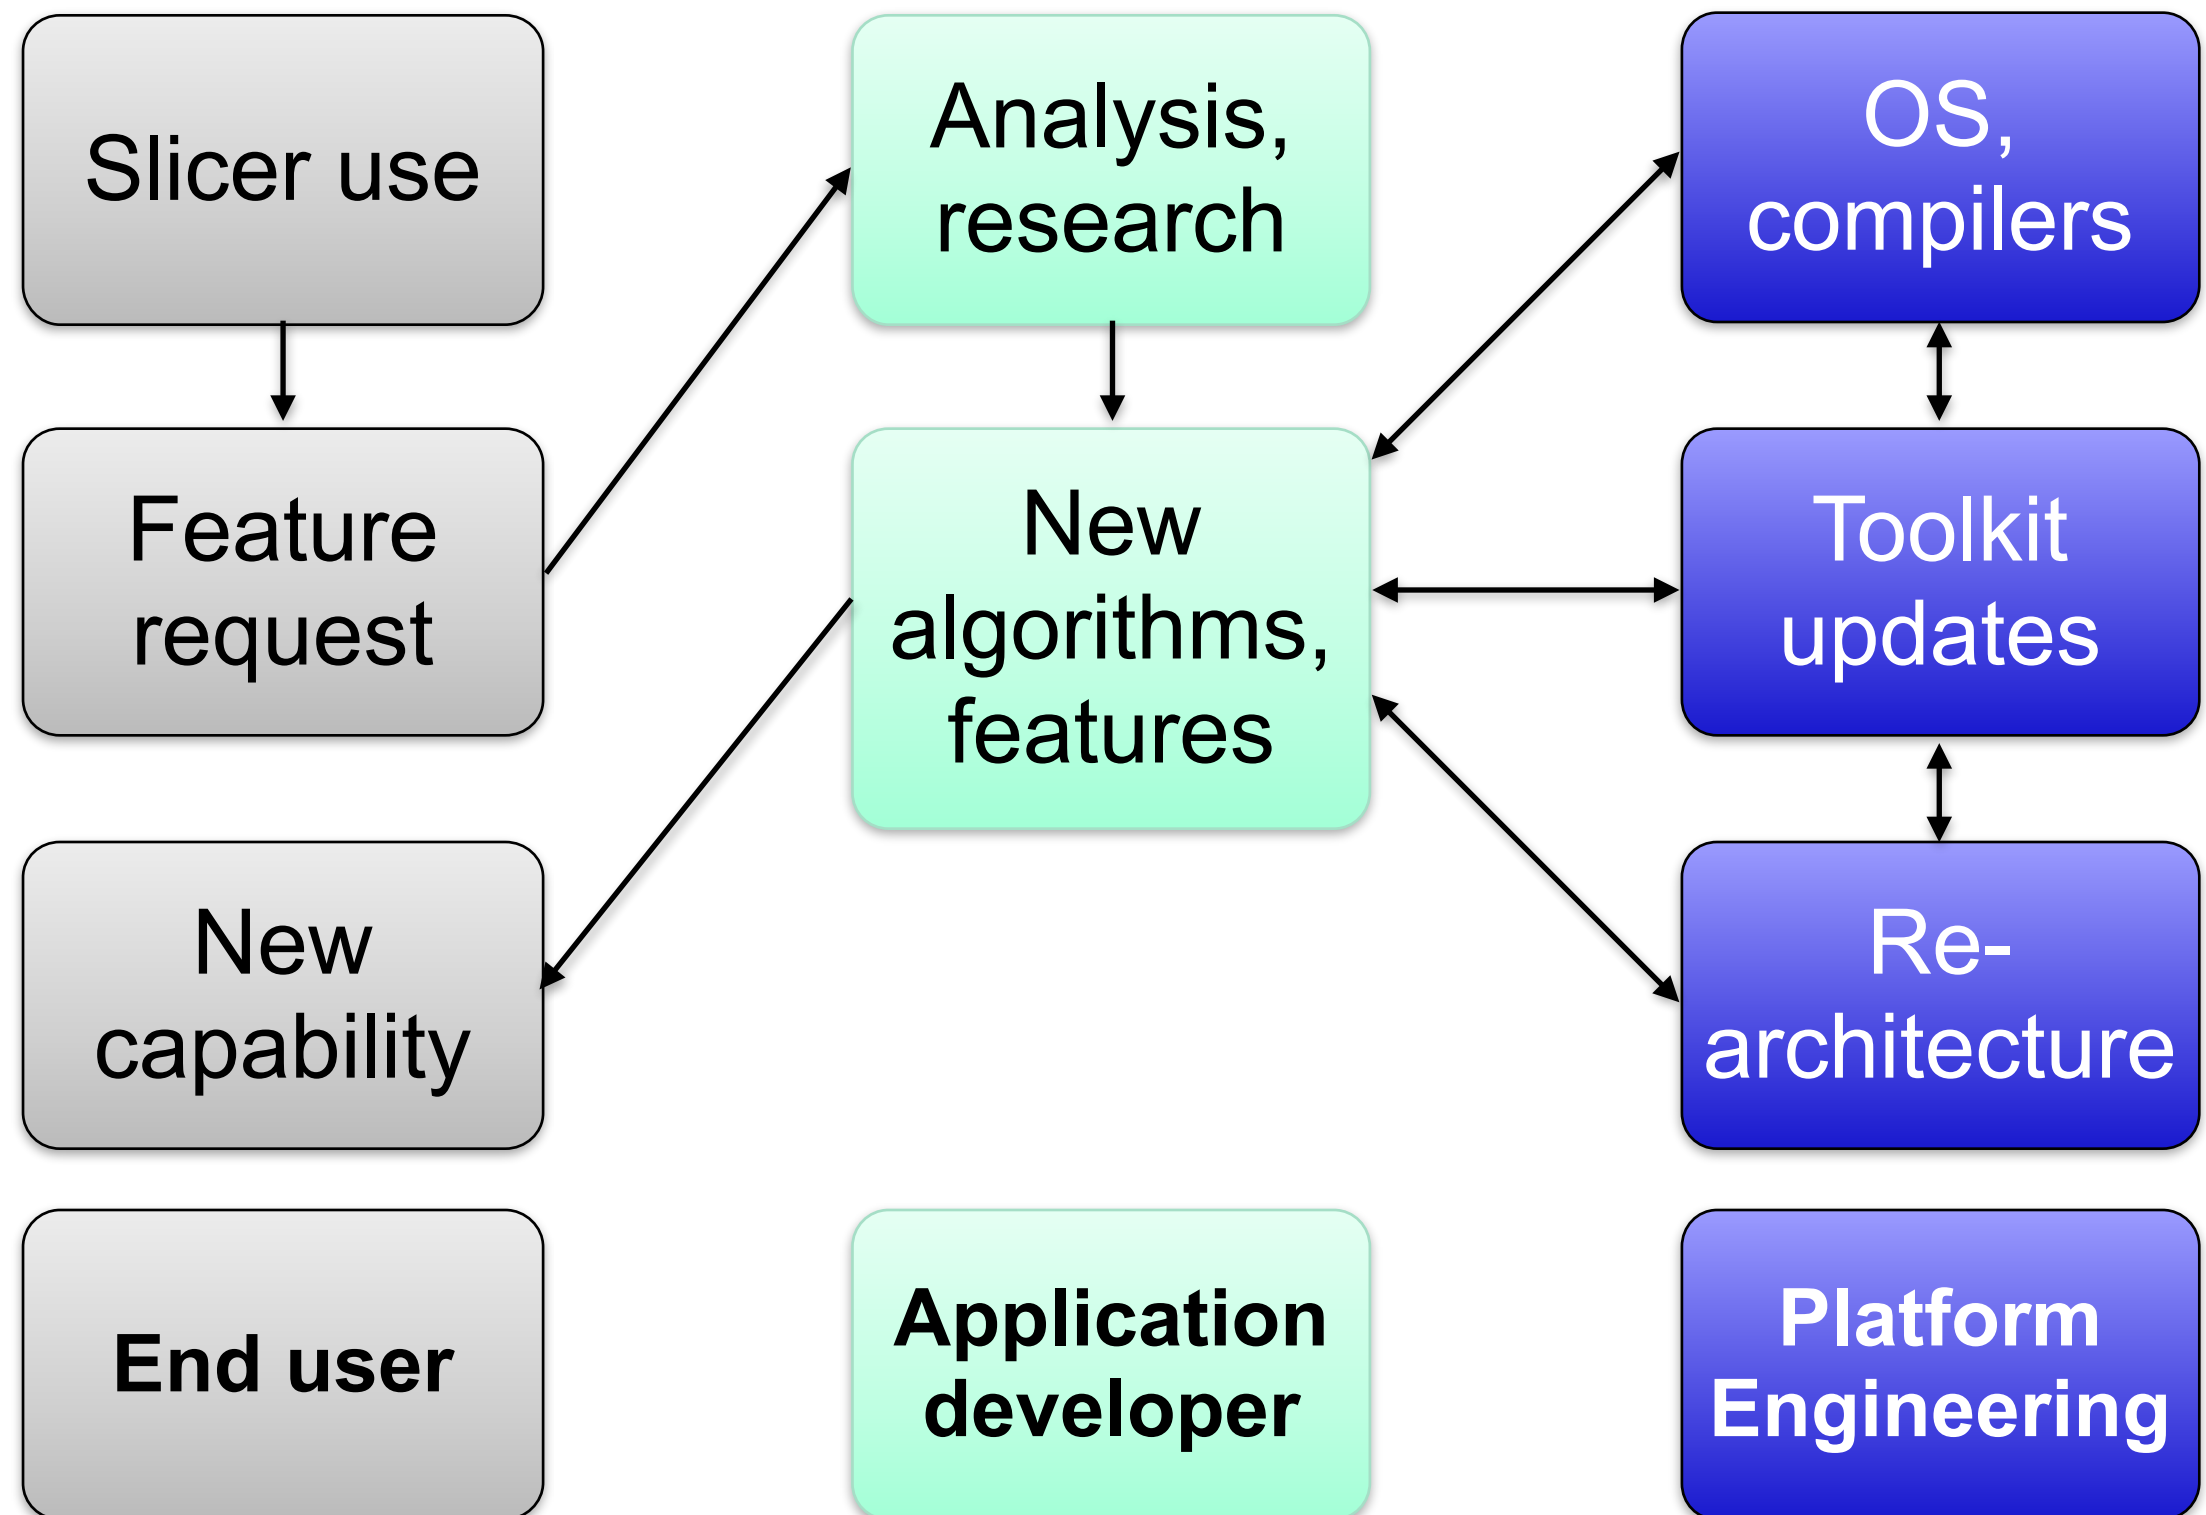 Slicer use
Analysis,
research
OS,
compilers
Feature
request
New
algorithms,
features
Toolkit
updates
New
capability
Re-
architecture
End user
Application
developer
Platform
Engineering